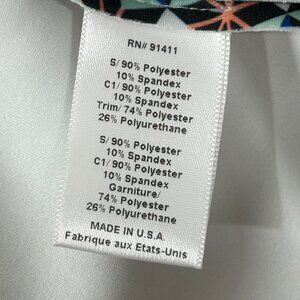 RN# 91411
S/ 90% Polyester
10% Spandex
C1/ 90% Polyester
10% Spandex
Trim/ 74% Polyester
26% Polyurethane
S/ 90% Polyester
10% Spandex
C1/ 90% Polyester
10% Spandex
Garniture/
74% Polyester
26% Polyurethane
MADE IN U.S.A.
Fabrique aux Etats-Unis